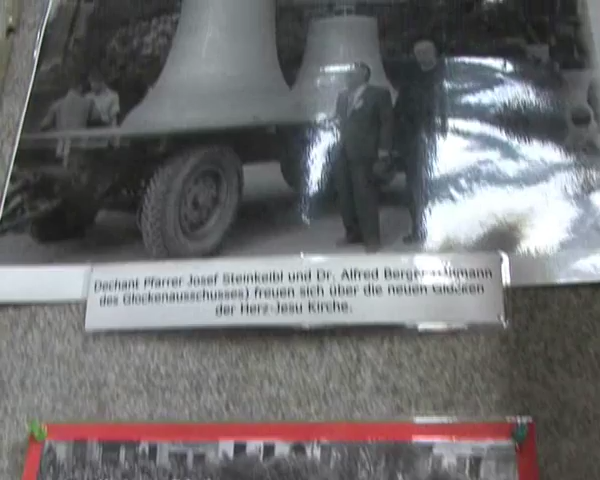 Dechant Pfarrer Josef Steinkelbl und Dr. Alfred Berger
des Glockenausschusses) freuen sich über die neuen Glocken
der Herz-Jesu Kirche.